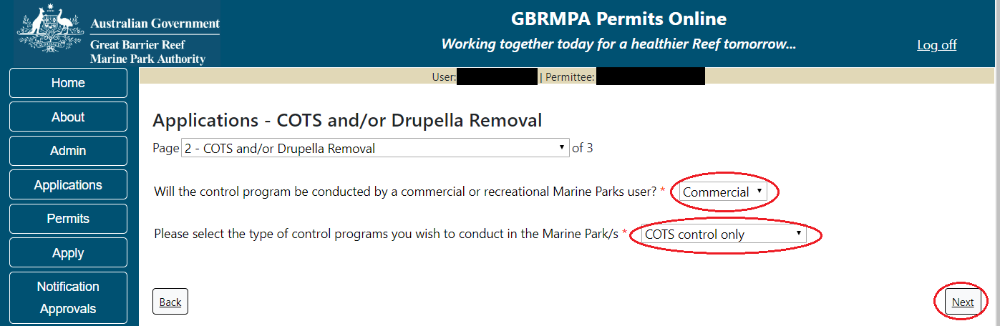 Australian Government
Great Barrier Reef
Marine Park Authority
GBRMPA Permits Online
Working together today for a healthier Reef tomorrow...
Log off
User: | Permittee:
Home
About
Admin
Applications
Permits
Apply
Notification
Approvals
Applications - COTS and/or Drupella Removal
Page 2 - COTS and/or Drupella Removal of 3
Will the control program be conducted by a commercial or recreational Marine Parks user? * Commercial
Please select the type of control programs you wish to conduct in the Marine Park/s * COTS control only
Back
Next